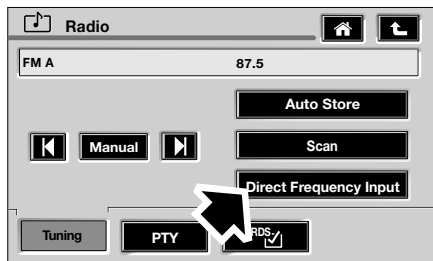 Radio
FM A 87.5
Auto Store
Manual Scan
Direct Frequency Input
Tuning PTY RDS